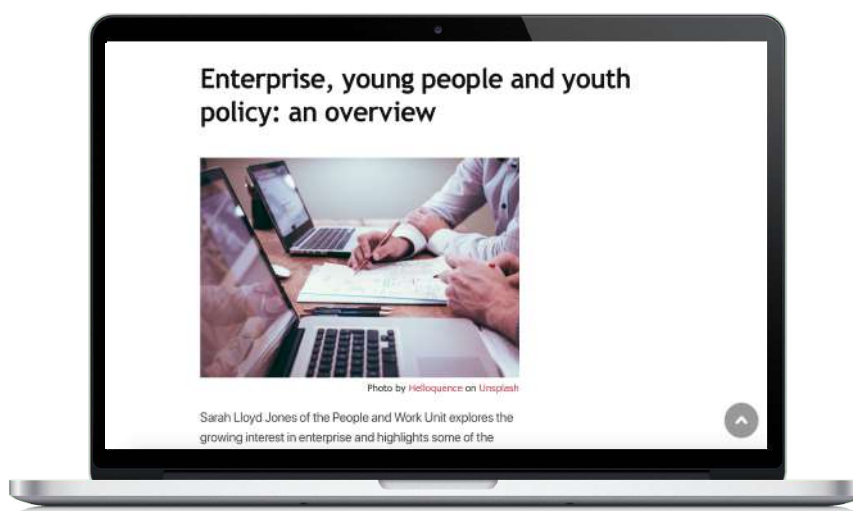 Enterprise, young people and youth
policy: an overview
Photo by Helloquence on Unsplash
Sarah Lloyd Jones of the People and Work Unit explores the
growing interest in enterprise and highlights some of the